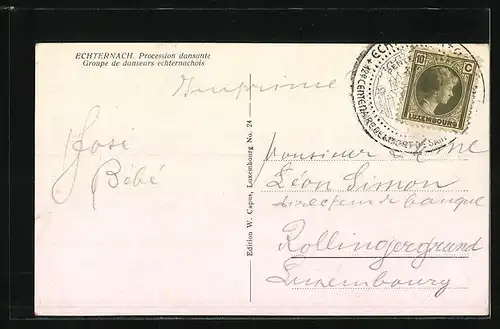 ECHTERNACH. Procession dansante
Groupe de danseurs echternachois
Imprimé
José
Bébé
Edition W. Capus, Luxembourg No. 24
10 C
LUXEMBOURG
Monsieur
Léon Simon
directeur de banque
Rollingergrund
Luxembourg